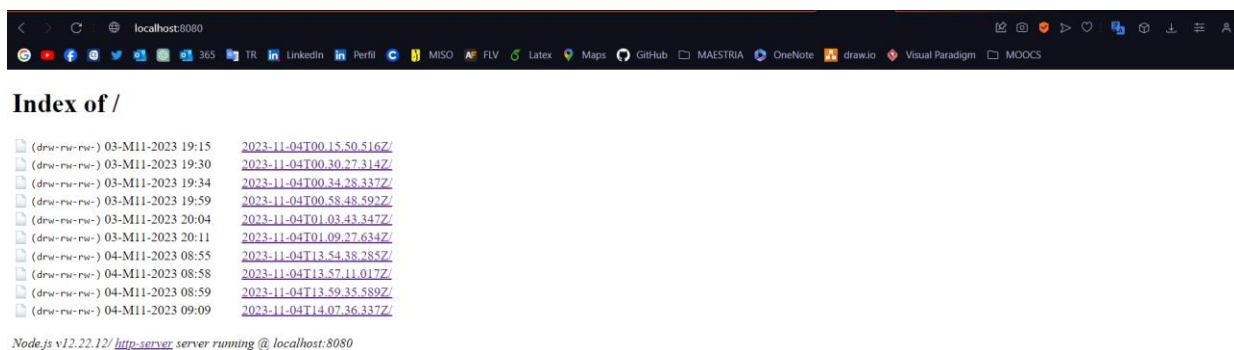 localhost:8080
365 TR LinkedIn Perfil MISO FLV Latex Maps GitHub MAESTRIA OneNote draw.io Visual Paradigm MOOCS
Index of /
(drw-rw-rw-) 03-M11-2023 19:15 2023-11-04T00.15.50.516Z/
(drw-rw-rw-) 03-M11-2023 19:30 2023-11-04T00.30.27.314Z/
(drw-rw-rw-) 03-M11-2023 19:34 2023-11-04T00.34.28.337Z/
(drw-rw-rw-) 03-M11-2023 19:59 2023-11-04T00.58.48.592Z/
(drw-rw-rw-) 03-M11-2023 20:04 2023-11-04T01.03.43.347Z/
(drw-rw-rw-) 03-M11-2023 20:11 2023-11-04T01.09.27.634Z/
(drw-rw-rw-) 04-M11-2023 08:55 2023-11-04T13.54.38.285Z/
(drw-rw-rw-) 04-M11-2023 08:58 2023-11-04T13.57.11.017Z/
(drw-rw-rw-) 04-M11-2023 08:59 2023-11-04T13.59.35.589Z/
(drw-rw-rw-) 04-M11-2023 09:09 2023-11-04T14.07.36.337Z/
Node.js v12.22.12/ http-server server running @ localhost:8080